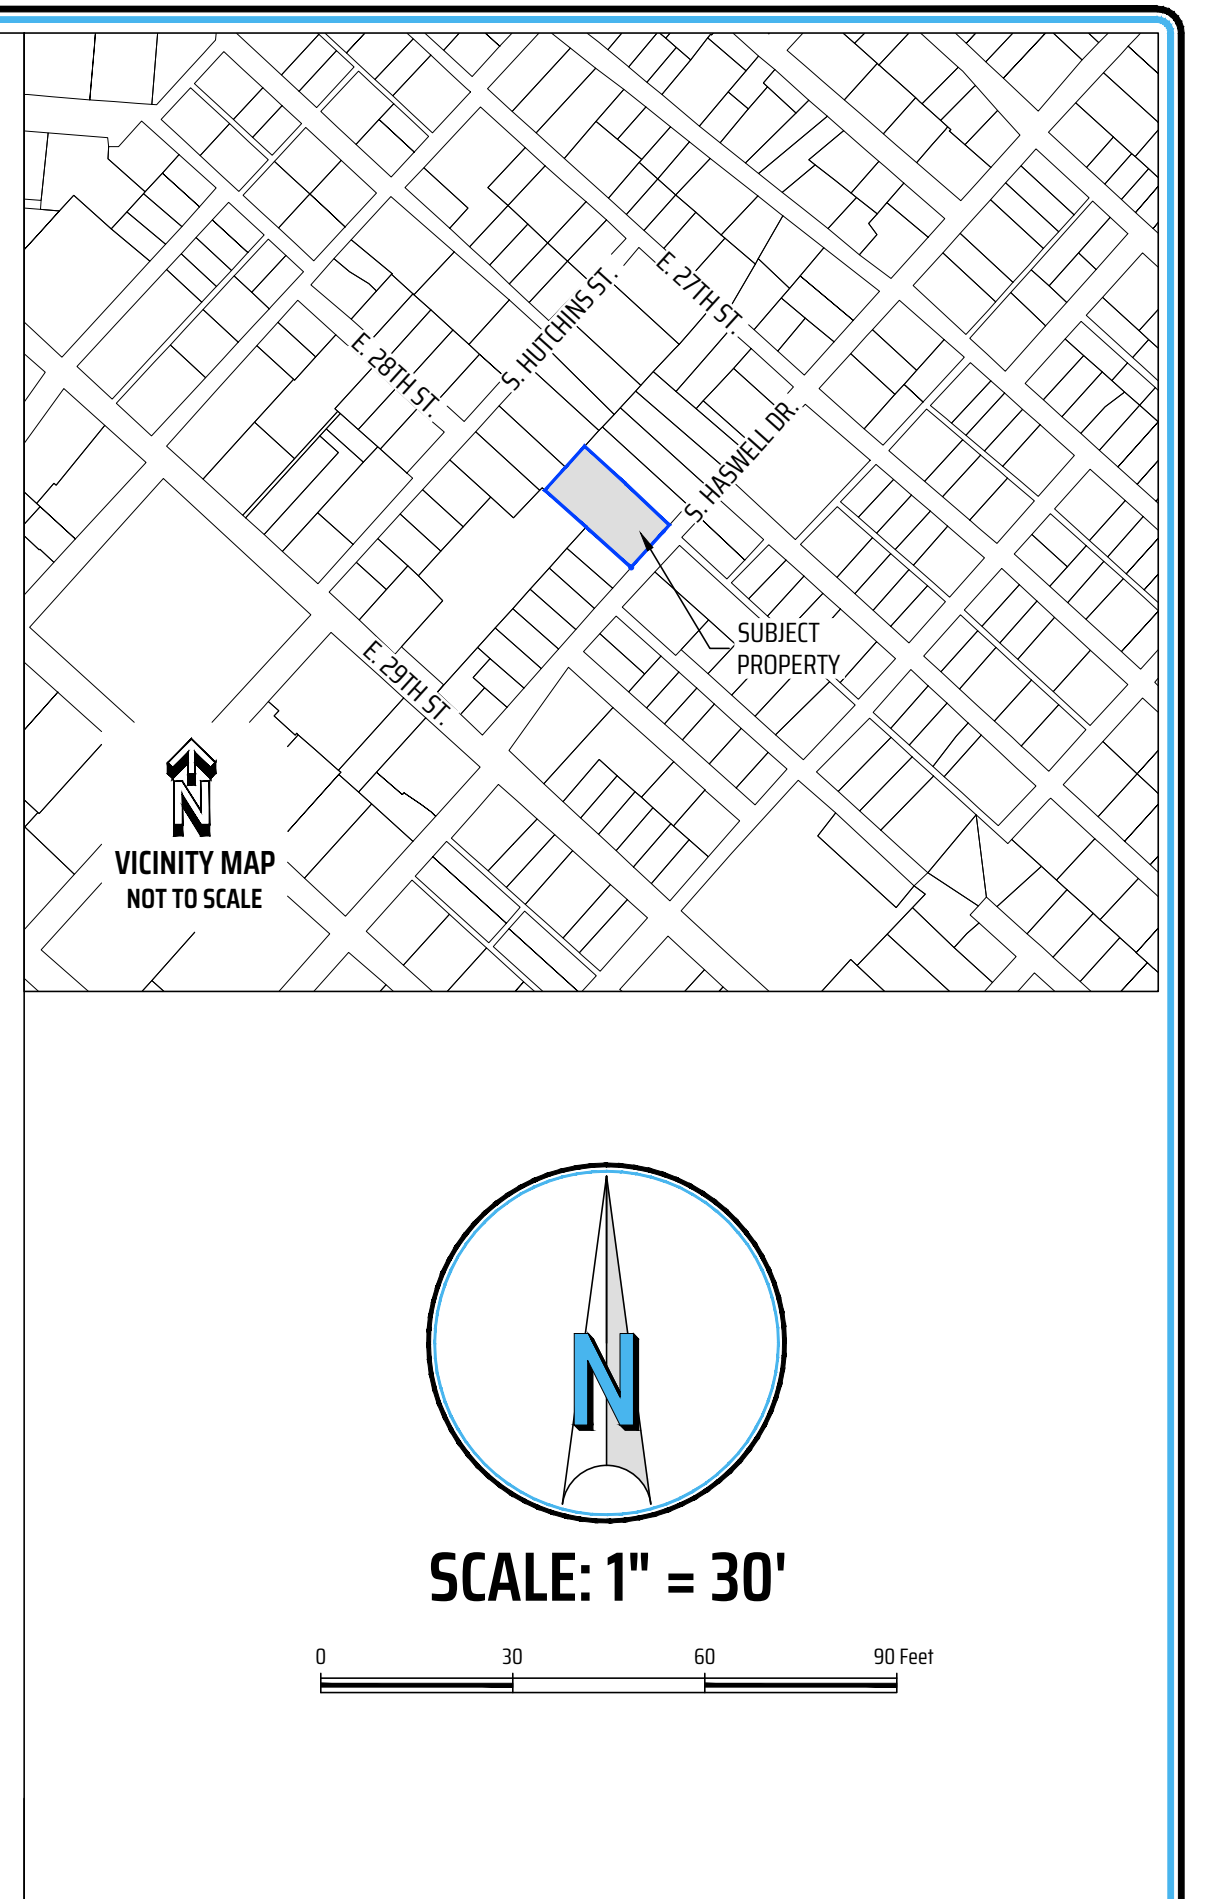 E. 27TH ST.
S. HUTCHINS ST.
E. 28TH ST.
S. HASWELL DR.
SUBJECT
PROPERTY
E. 29TH ST.
N
VICINITY MAP
NOT TO SCALE
N
SCALE: 1" = 30'
0 30 60 90 Feet